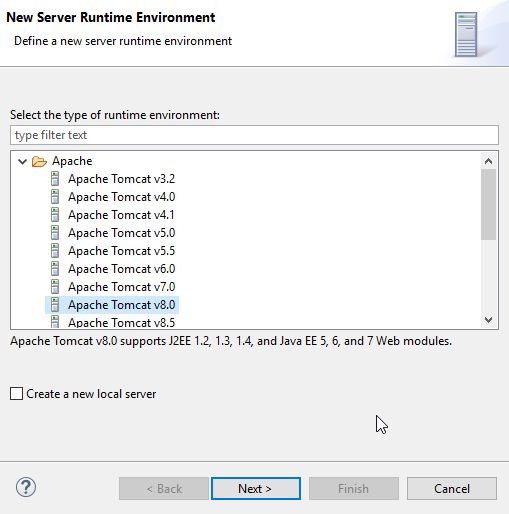 New Server Runtime Environment
Define a new server runtime environment
Select the type of runtime environment:
type filter text
Apache
Apache Tomcat v3.2
Apache Tomcat v4.0
Apache Tomcat v4.1
Apache Tomcat v5.0
Apache Tomcat v5.5
Apache Tomcat v6.0
Apache Tomcat v7.0
Apache Tomcat v8.0
Apache Tomcat v8.5
Apache Tomcat v8.0 supports J2EE 1.2, 1.3, 1.4, and Java EE 5, 6, and 7 Web modules.
Create a new local server
? < Back Next > Finish Cancel